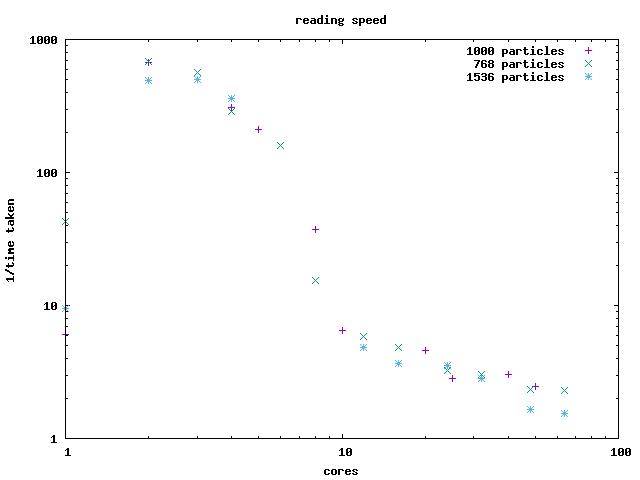 reading speed
1000
100
10
1
1/time taken
1000 particles
768 particles
1536 particles
1
10
100
cores